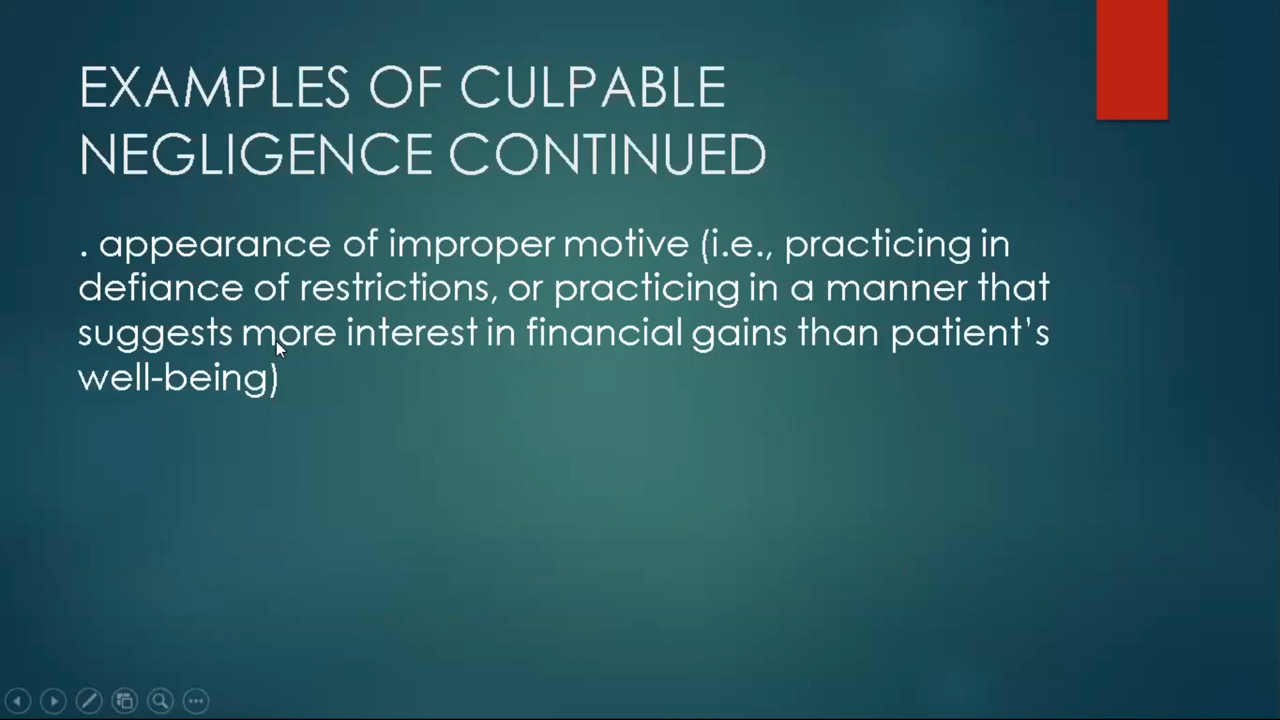 EXAMPLES OF CULPABLE
NEGLIGENCE CONTINUED
. appearance of improper motive (i.e., practicing in
defiance of restrictions, or practicing in a manner that
suggests more interest in financial gains than patient’s
well-being)